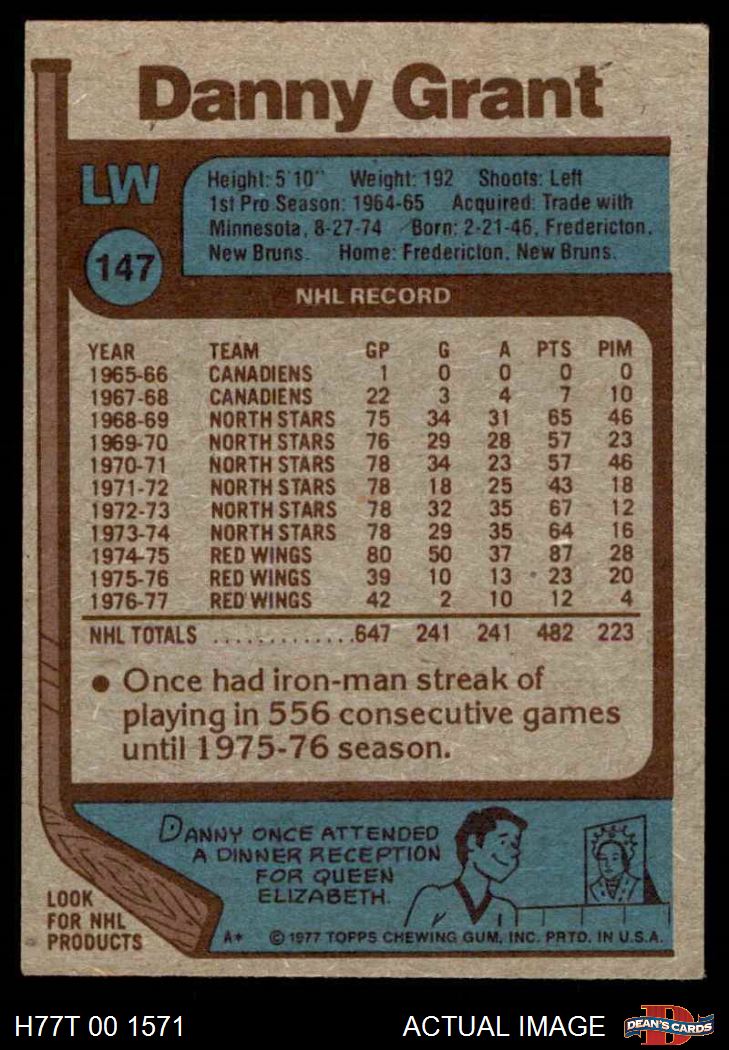 Danny Grant
LW
147
Height: 5'10" Weight: 192 Shoots: Left
1st Pro Season: 1964-65 Acquired: Trade with
Minnesota, 8-27-74 Born: 2-21-46, Fredericton,
New Bruns. Home: Fredericton, New Bruns.
NHL RECORD
YEAR TEAM GP G A PTS PIM
1965-66 CANADIENS 1 0 0 0 0
1967-68 CANADIENS 22 3 4 7 10
1968-69 NORTH STARS 75 34 31 65 46
1969-70 NORTH STARS 76 29 28 57 23
1970-71 NORTH STARS 78 34 23 57 46
1971-72 NORTH STARS 78 18 25 43 18
1972-73 NORTH STARS 78 32 35 67 12
1973-74 NORTH STARS 78 29 35 64 16
1974-75 RED WINGS 80 50 37 87 28
1975-76 RED WINGS 39 10 13 23 20
1976-77 RED WINGS 42 2 10 12 4
NHL TOTALS .............647 241 241 482 223
● Once had iron-man streak of
playing in 556 consecutive games
until 1975-76 season.
DANNY ONCE ATTENDED
A DINNER RECEPTION
FOR QUEEN
ELIZABETH.
LOOK
FOR NHL
PRODUCTS
A* © 1977 TOPPS CHEWING GUM, INC. PRTD. IN U.S.A.
H77T 00 1571 ACTUAL IMAGE DEAN'S CARDS